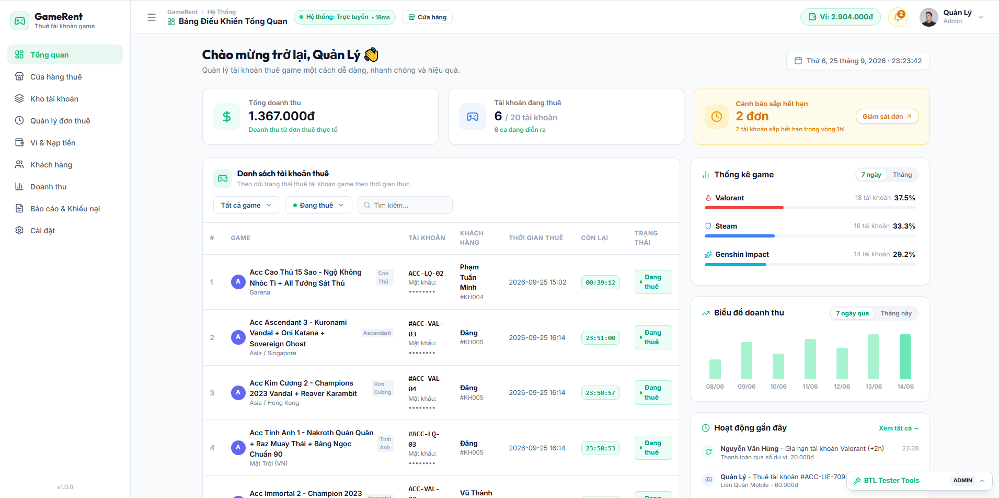 GameRent
Thuê tài khoản game
Tổng quan
Cửa hàng thuê
Kho tài khoản
Quản lý đơn thuê
Ví & Nạp tiền
Khách hàng
Doanh thu
Báo cáo & Khiếu nại
Cài đặt
v1.0.0
GameRent › Hệ Thống
Bảng Điều Khiển Tổng Quan
Hệ thống: Trực tuyến • 18ms
Cửa hàng
Ví: 2.904.000đ
2
Quản Lý
Admin
Chào mừng trở lại, Quản Lý 👋
Quản lý tài khoản thuê game một cách dễ dàng, nhanh chóng và hiệu quả.
Thứ 6, 25 tháng 9, 2026 · 23:23:42
Tổng doanh thu
1.367.000đ
Doanh thu từ đơn thuê thực tế
Tài khoản đang thuê
6 / 20 tài khoản
6 ca đang diễn ra
Cảnh báo sắp hết hạn
2 đơn
2 tài khoản sắp hết hạn trong vòng 1h!
Giám sát đơn ↗
Danh sách tài khoản thuê
Theo dõi trạng thái thuê tài khoản game theo thời gian thực
Tất cả game
Đang thuê
Tìm kiếm...
#
GAME
TÀI KHOẢN
KHÁCH
HÀNG
THỜI GIAN THUÊ
CÒN LẠI
TRẠNG
THÁI
1
A
Acc Cao Thủ 15 Sao - Ngộ Không
Nhóc Tì + All Tướng Sát Thủ
Garena
Cao
Thủ
ACC-LQ-02
Mật khẩu:
••••••••
Phạm
Tuấn
Minh
#KH004
2026-09-25 15:02
00:39:12
Đang
thuê
2
A
Acc Ascendant 3 - Kuronami
Vandal + Oni Katana +
Sovereign Ghost
Asia / Singapore
Ascendant
#ACC-VAL-
03
Mật khẩu:
••••••••
Đăng
#KH005
2026-09-25 16:14
23:51:00
Đang
thuê
3
A
Acc Kim Cương 2 - Champions
2023 Vandal + Reaver Karambit
Asia / Hong Kong
Kim
Cương
#ACC-VAL-
04
Mật khẩu:
••••••••
Đăng
#KH005
2026-09-25 16:14
23:50:57
Đang
thuê
4
A
Acc Tinh Anh 1 - Nakroth Quán Quân
+ Raz Muay Thái + Bảng Ngọc
Chuẩn 90
Mặt Trời (VN)
Tinh
Anh
#ACC-LQ-
03
Mật khẩu:
••••••••
Đăng
#KH005
2026-09-25 16:14
23:50:53
Đang
thuê
Acc Immortal 2 - Champion 2023
ACC-VAL-
Vũ Thành
Đang
Thống kê game
7 ngày
Tháng
Valorant
18 tài khoản 37.5%
Steam
16 tài khoản 33.3%
Genshin Impact
14 tài khoản 29.2%
Biểu đồ doanh thu
7 ngày qua
Tháng này
08/06
09/06
10/06
11/06
12/06
13/06
14/06
Hoạt động gần đây
Xem tất cả →
Nguyễn Văn Hùng - Gia hạn tài khoản Valorant (+2h)
22:28
Thanh toán qua số dư ví: 20.000đ
Quản Lý - Thuê tài khoản #ACC-LIE-709
Liên Quân Mobile - 60.000đ
BTL Tester Tools
ADMIN